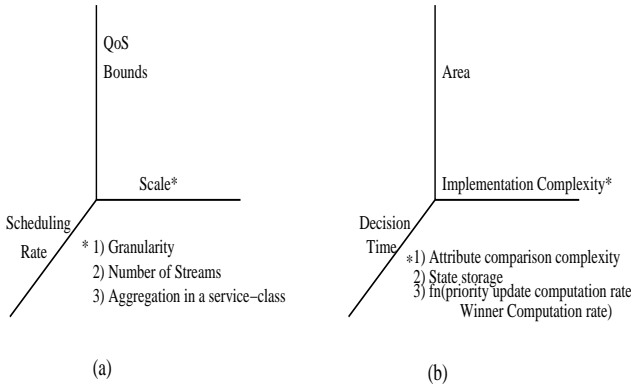 QoS
Bounds
Scale*
Scheduling
Rate
* 1) Granularity
2) Number of Streams
3) Aggregation in a service−class
(a)
Area
Implementation Complexity*
Decision
Time
*1) Attribute comparison complexity
2) State storage
3) fn(priority update computation rate
Winner Computation rate)
(b)